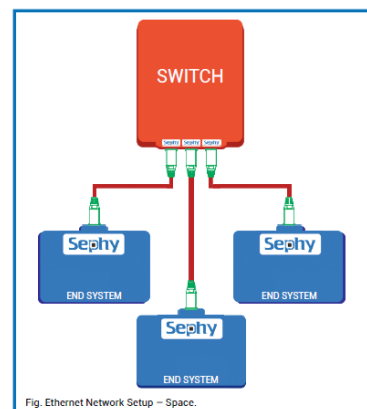 SWITCH
Sephy Sephy Sephy
Sephy
END SYSTEM
Sephy
END SYSTEM
Sephy
END SYSTEM
Fig. Ethernet Network Setup – Space.